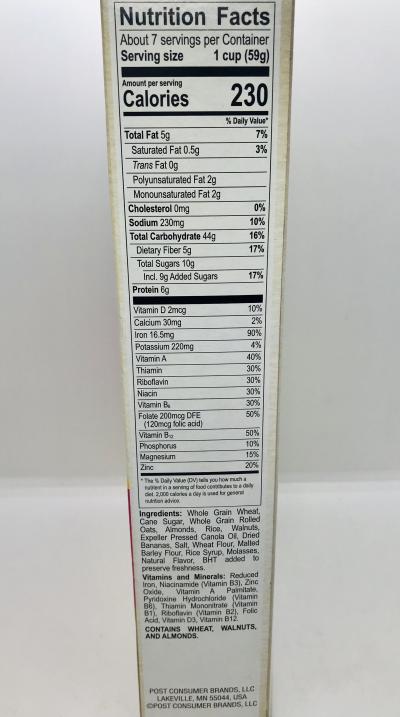 Nutrition Facts
About 7 servings per Container
Serving size 1 cup (59g)
Amount per serving
Calories 230
% Daily Value*
Total Fat 5g 7%
Saturated Fat 0.5g 3%
Trans Fat 0g
Polyunsaturated Fat 2g
Monounsaturated Fat 2g
Cholesterol 0mg 0%
Sodium 230mg 10%
Total Carbohydrate 44g 16%
Dietary Fiber 5g 17%
Total Sugars 10g
Incl. 9g Added Sugars 17%
Protein 6g
Vitamin D 2mcg 10%
Calcium 30mg 2%
Iron 16.5mg 90%
Potassium 220mg 4%
Vitamin A 40%
Thiamin 30%
Riboflavin 30%
Niacin 30%
Vitamin B₆ 30%
Folate 200mcg DFE 50%
(120mcg folic acid)
Vitamin B₁₂ 50%
Phosphorus 10%
Magnesium 15%
Zinc 20%
* The % Daily Value (DV) tells you how much a
nutrient in a serving of food contributes to a daily
diet. 2,000 calories a day is used for general
nutrition advice.
Ingredients: Whole Grain Wheat,
Cane Sugar, Whole Grain Rolled
Oats, Almonds, Rice, Walnuts,
Expeller Pressed Canola Oil, Dried
Bananas, Salt, Wheat Flour, Malted
Barley Flour, Rice Syrup, Molasses,
Natural Flavor, BHT added to
preserve freshness.
Vitamins and Minerals: Reduced
Iron, Niacinamide (Vitamin B3), Zinc
Oxide, Vitamin A Palmitate,
Pyridoxine Hydrochloride (Vitamin
B6), Thiamin Mononitrate (Vitamin
B1), Riboflavin (Vitamin B2), Folic
Acid, Vitamin D3, Vitamin B12.
CONTAINS WHEAT, WALNUTS,
AND ALMONDS.
POST CONSUMER BRANDS, LLC
LAKEVILLE, MN 55044, USA
©POST CONSUMER BRANDS, LLC